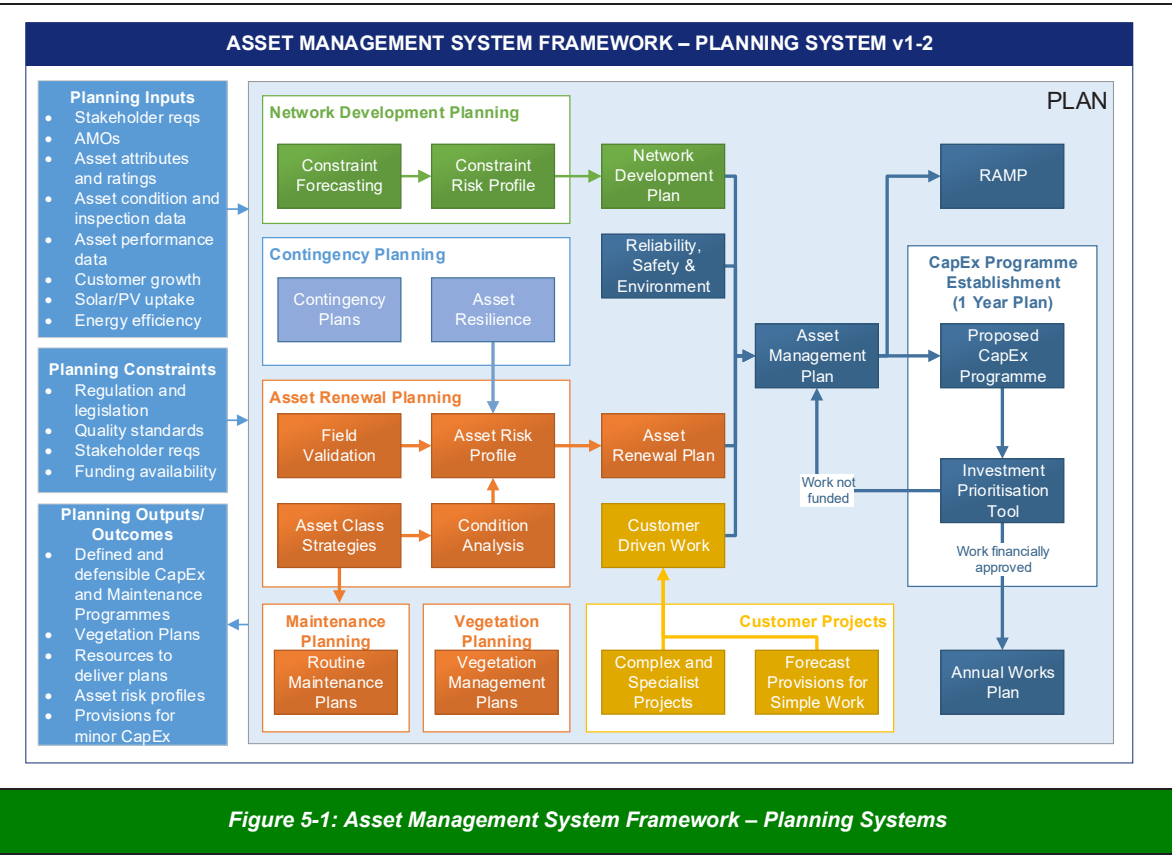 ASSET MANAGEMENT SYSTEM FRAMEWORK – PLANNING SYSTEM v1-2
Planning Inputs
• Stakeholder reqs
• AMOs
• Asset attributes
and ratings
• Asset condition and
inspection data
• Asset performance
data
• Customer growth
• Solar/PV uptake
• Energy efficiency
Planning Constraints
• Regulation and
legislation
• Quality standards
• Stakeholder reqs
• Funding availability
Planning Outputs/
Outcomes
• Defined and
defensible CapEx
and Maintenance
Programmes
• Vegetation Plans
• Resources to
deliver plans
• Asset risk profiles
• Provisions for
minor CapEx
PLAN
Network Development Planning
Constraint
Forecasting
Constraint
Risk Profile
Network
Development
Plan
Contingency Planning
Contingency
Plans
Asset
Resilience
Reliability,
Safety &
Environment
Asset Renewal Planning
Field
Validation
Asset Risk
Profile
Asset
Renewal Plan
Asset Class
Strategies
Condition
Analysis
Customer
Driven Work
Maintenance
Planning
Routine
Maintenance
Plans
Vegetation
Planning
Vegetation
Management
Plans
Customer Projects
Complex and
Specialist
Projects
Forecast
Provisions for
Simple Work
Asset
Management
Plan
RAMP
CapEx Programme
Establishment
(1 Year Plan)
Proposed
CapEx
Programme
Work not
funded
Investment
Prioritisation
Tool
Work financially
approved
Annual Works
Plan
Figure 5-1: Asset Management System Framework – Planning Systems